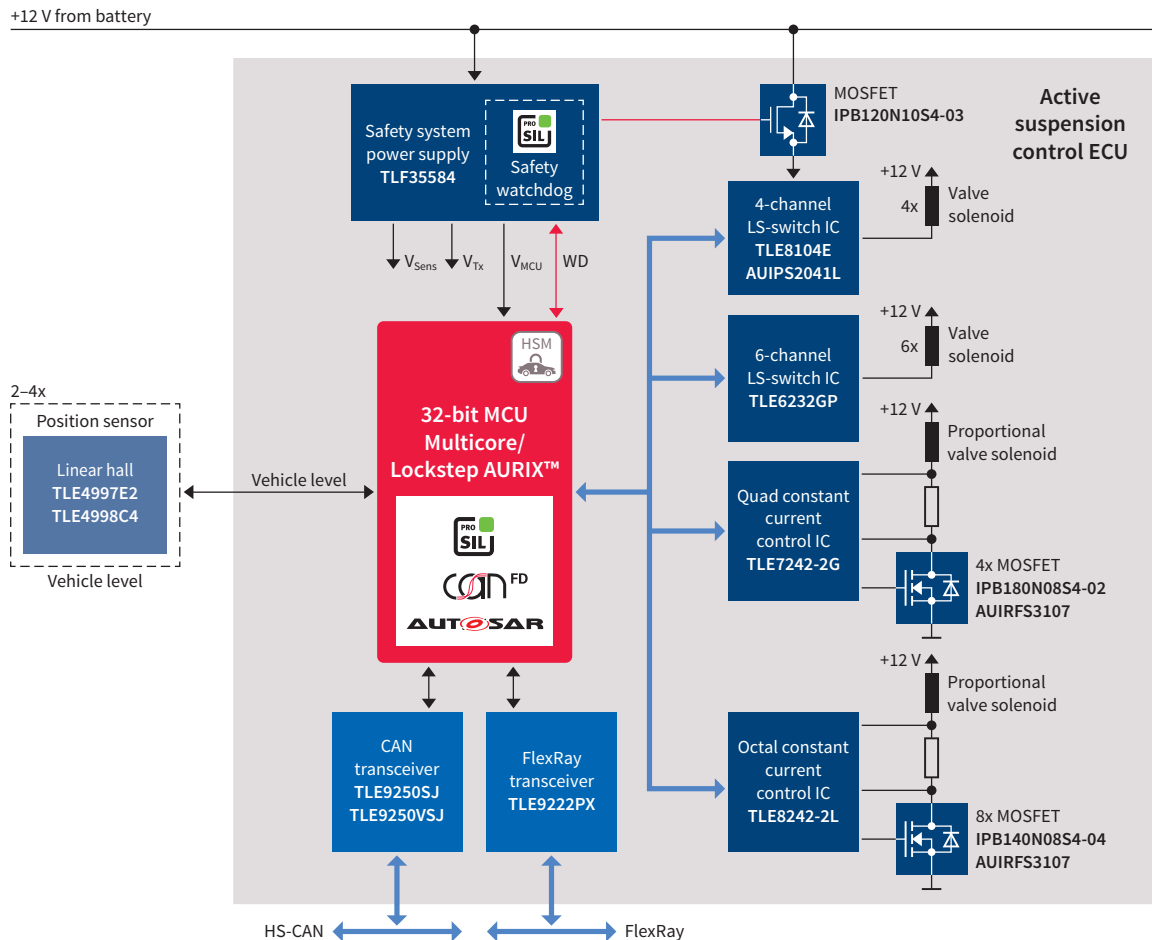 +12 V from battery
Active
suspension
control ECU
Safety system
power supply
TLF35584
PRO
SIL
Safety
watchdog
MOSFET
IPB120N10S4-03
VSens
VTx
VMCU
WD
4-channel
LS-switch IC
TLE8104E
AUIPS2041L
+12 V
4x
Valve
solenoid
6-channel
LS-switch IC
TLE6232GP
+12 V
6x
Valve
solenoid
HSM
32-bit MCU
Multicore/
Lockstep AURIX™
PRO
SIL
CAN FD
AUTOSAR
2–4x
Position sensor
Linear hall
TLE4997E2
TLE4998C4
Vehicle level
Vehicle level
Quad constant
current
control IC
TLE7242-2G
+12 V
Proportional
valve solenoid
4x MOSFET
IPB180N08S4-02
AUIRFS3107
Octal constant
current
control IC
TLE8242-2L
+12 V
Proportional
valve solenoid
8x MOSFET
IPB140N08S4-04
AUIRFS3107
CAN
transceiver
TLE9250SJ
TLE9250VSJ
FlexRay
transceiver
TLE9222PX
HS-CAN
FlexRay